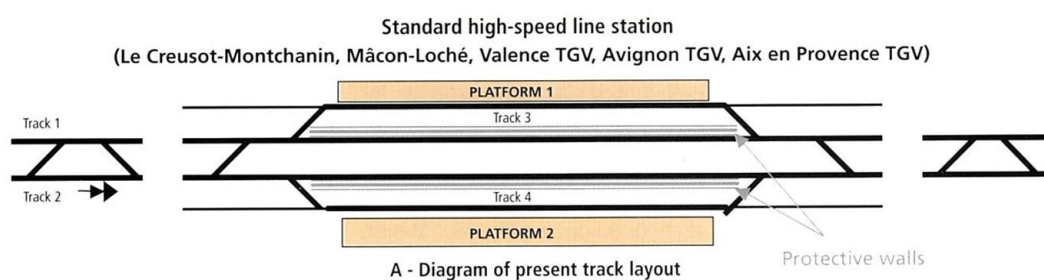 Standard high-speed line station
(Le Creusot-Montchanin, Mâcon-Loché, Valence TGV, Avignon TGV, Aix en Provence TGV)
PLATFORM 1
Track 1
Track 3
Track 2
Track 4
PLATFORM 2
Protective walls
A - Diagram of present track layout